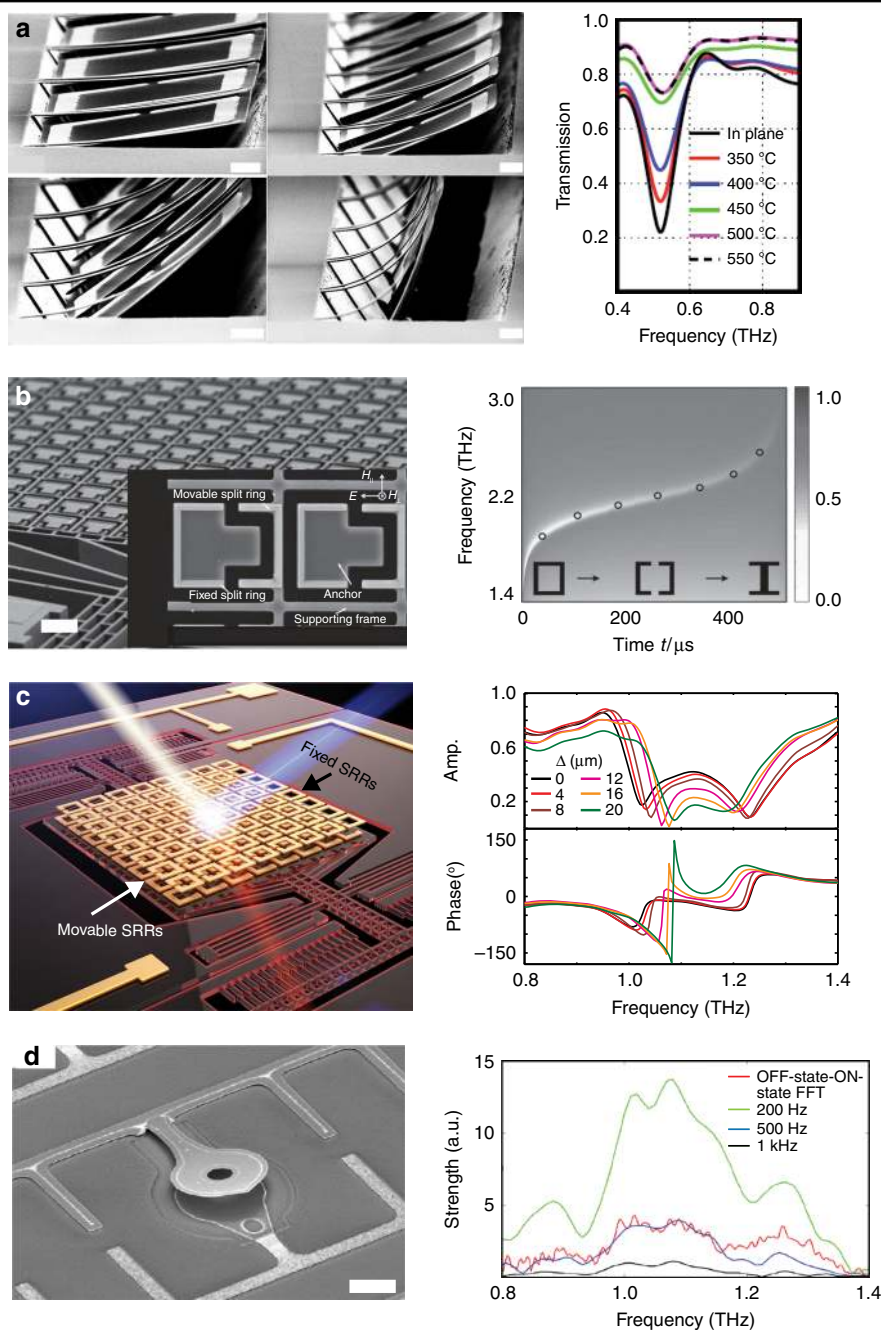 a
Transmission
1.0
0.8
0.6
0.4
0.2
In plane
350 °C
400 °C
450 °C
500 °C
550 °C
0.4 0.6 0.8
Frequency (THz)
b
Movable split ring
H||
E
H
Fixed split ring
Anchor
Supporting frame
Frequency (THz)
3.0
2.2
1.4
1.0
0.5
0.0
0 200 400
Time t/μs
c
Fixed SRRs
Movable SRRs
Amp.
1.0
0.6
0.2
Δ (μm)
0 12
4 16
8 20
Phase(°)
150
0
−150
0.8 1.0 1.2 1.4
Frequency (THz)
d
Strength (a.u.)
15
10
5
OFF-state-ON-
state FFT
200 Hz
500 Hz
1 kHz
0.8 1.0 1.2 1.4
Frequency (THz)